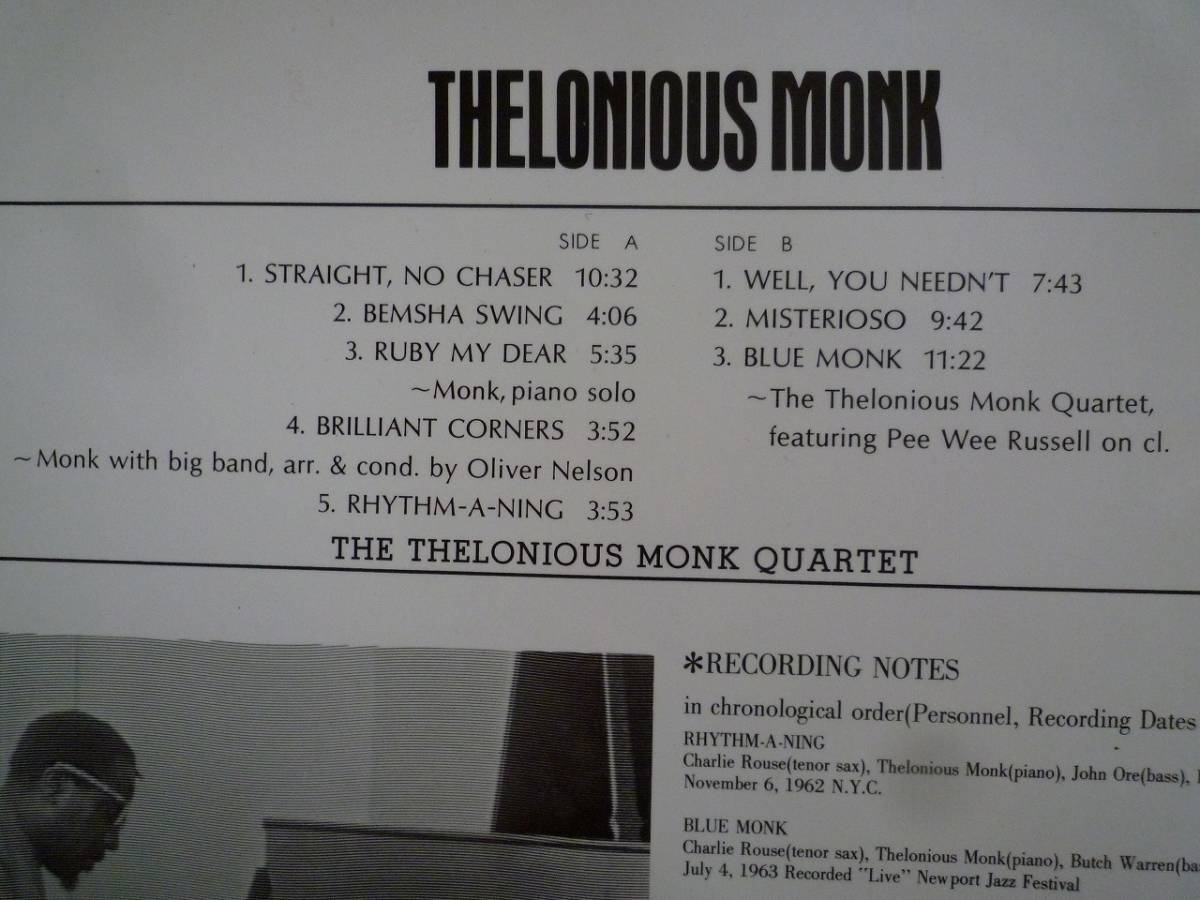 THELONIOUS MONK
SIDE A
1. STRAIGHT, NO CHASER 10:32
2. BEMSHA SWING 4:06
3. RUBY MY DEAR 5:35
~Monk, piano solo
4. BRILLIANT CORNERS 3:52
~Monk with big band, arr. & cond. by Oliver Nelson
5. RHYTHM-A-NING 3:53
SIDE B
1. WELL, YOU NEEDN'T 7:43
2. MISTERIOSO 9:42
3. BLUE MONK 11:22
~The Thelonious Monk Quartet,
featuring Pee Wee Russell on cl.
THE THELONIOUS MONK QUARTET
*RECORDING NOTES
in chronological order(Personnel, Recording Dates
RHYTHM-A-NING
Charlie Rouse(tenor sax), Thelonious Monk(piano), John Ore(bass),
November 6, 1962 N.Y.C.
BLUE MONK
Charlie Rouse(tenor sax), Thelonious Monk(piano), Butch Warren(ba
July 4, 1963 Recorded "Live" Newport Jazz Festival